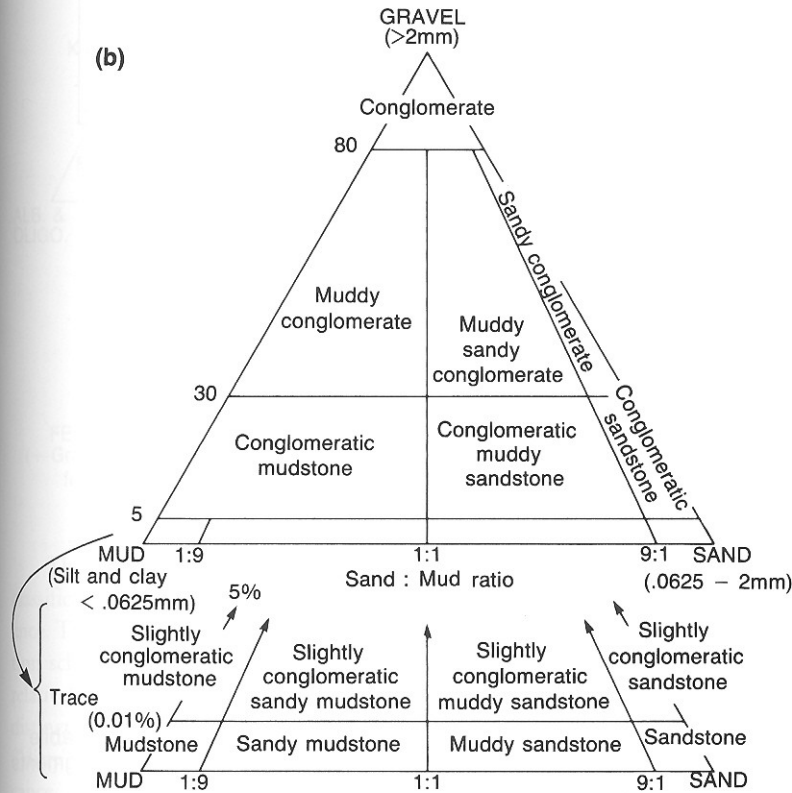 (b)
GRAVEL
(>2mm)
Conglomerate
80
Sandy conglomerate
Muddy
conglomerate
Muddy
sandy
conglomerate
30
Conglomeratic
sandstone
Conglomeratic
mudstone
Conglomeratic
muddy
sandstone
5
MUD 1:9 1:1 9:1 SAND
(Silt and clay
< .0625mm)
Sand : Mud ratio
(.0625 – 2mm)
5%
Slightly
conglomeratic
mudstone
Slightly
conglomeratic
sandy mudstone
Slightly
conglomeratic
muddy sandstone
Slightly
conglomeratic
sandstone
Trace
(0.01%)
Mudstone Sandy mudstone Muddy sandstone Sandstone
MUD 1:9 1:1 9:1 SAND